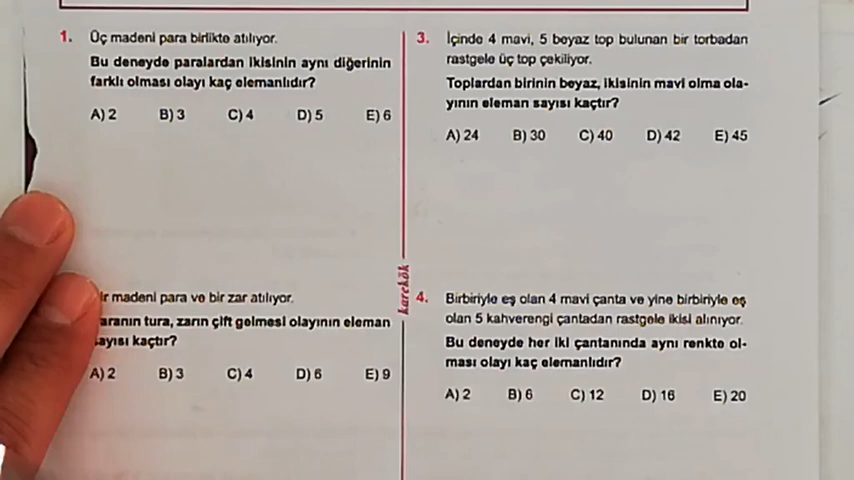 1. Üç madeni para birlikte atılıyor.
Bu deneyde paralardan ikisinin aynı diğerinin
farklı olması olayı kaç elemanlıdır?
A) 2 B) 3 C) 4 D) 5 E) 6
ir madeni para ve bir zar atılıyor.
aranın tura, zarın çift gelmesi olayının eleman
ayısı kaçtır?
A) 2 B) 3 C) 4 D) 6 E) 9
karekök
3. İçinde 4 mavi, 5 beyaz top bulunan bir torbadan
rastgele üç top çekiliyor.
Toplardan birinin beyaz, ikisinin mavi olma ola-
yının eleman sayısı kaçtır?
A) 24 B) 30 C) 40 D) 42 E) 45
4. Birbiriyle eş olan 4 mavi çanta ve yine birbiriyle eş
olan 5 kahverengi çantadan rastgele ikisi alınıyor.
Bu deneyde her iki çantanında aynı renkte ol-
ması olayı kaç elemanlıdır?
A) 2 B) 6 C) 12 D) 16 E) 20